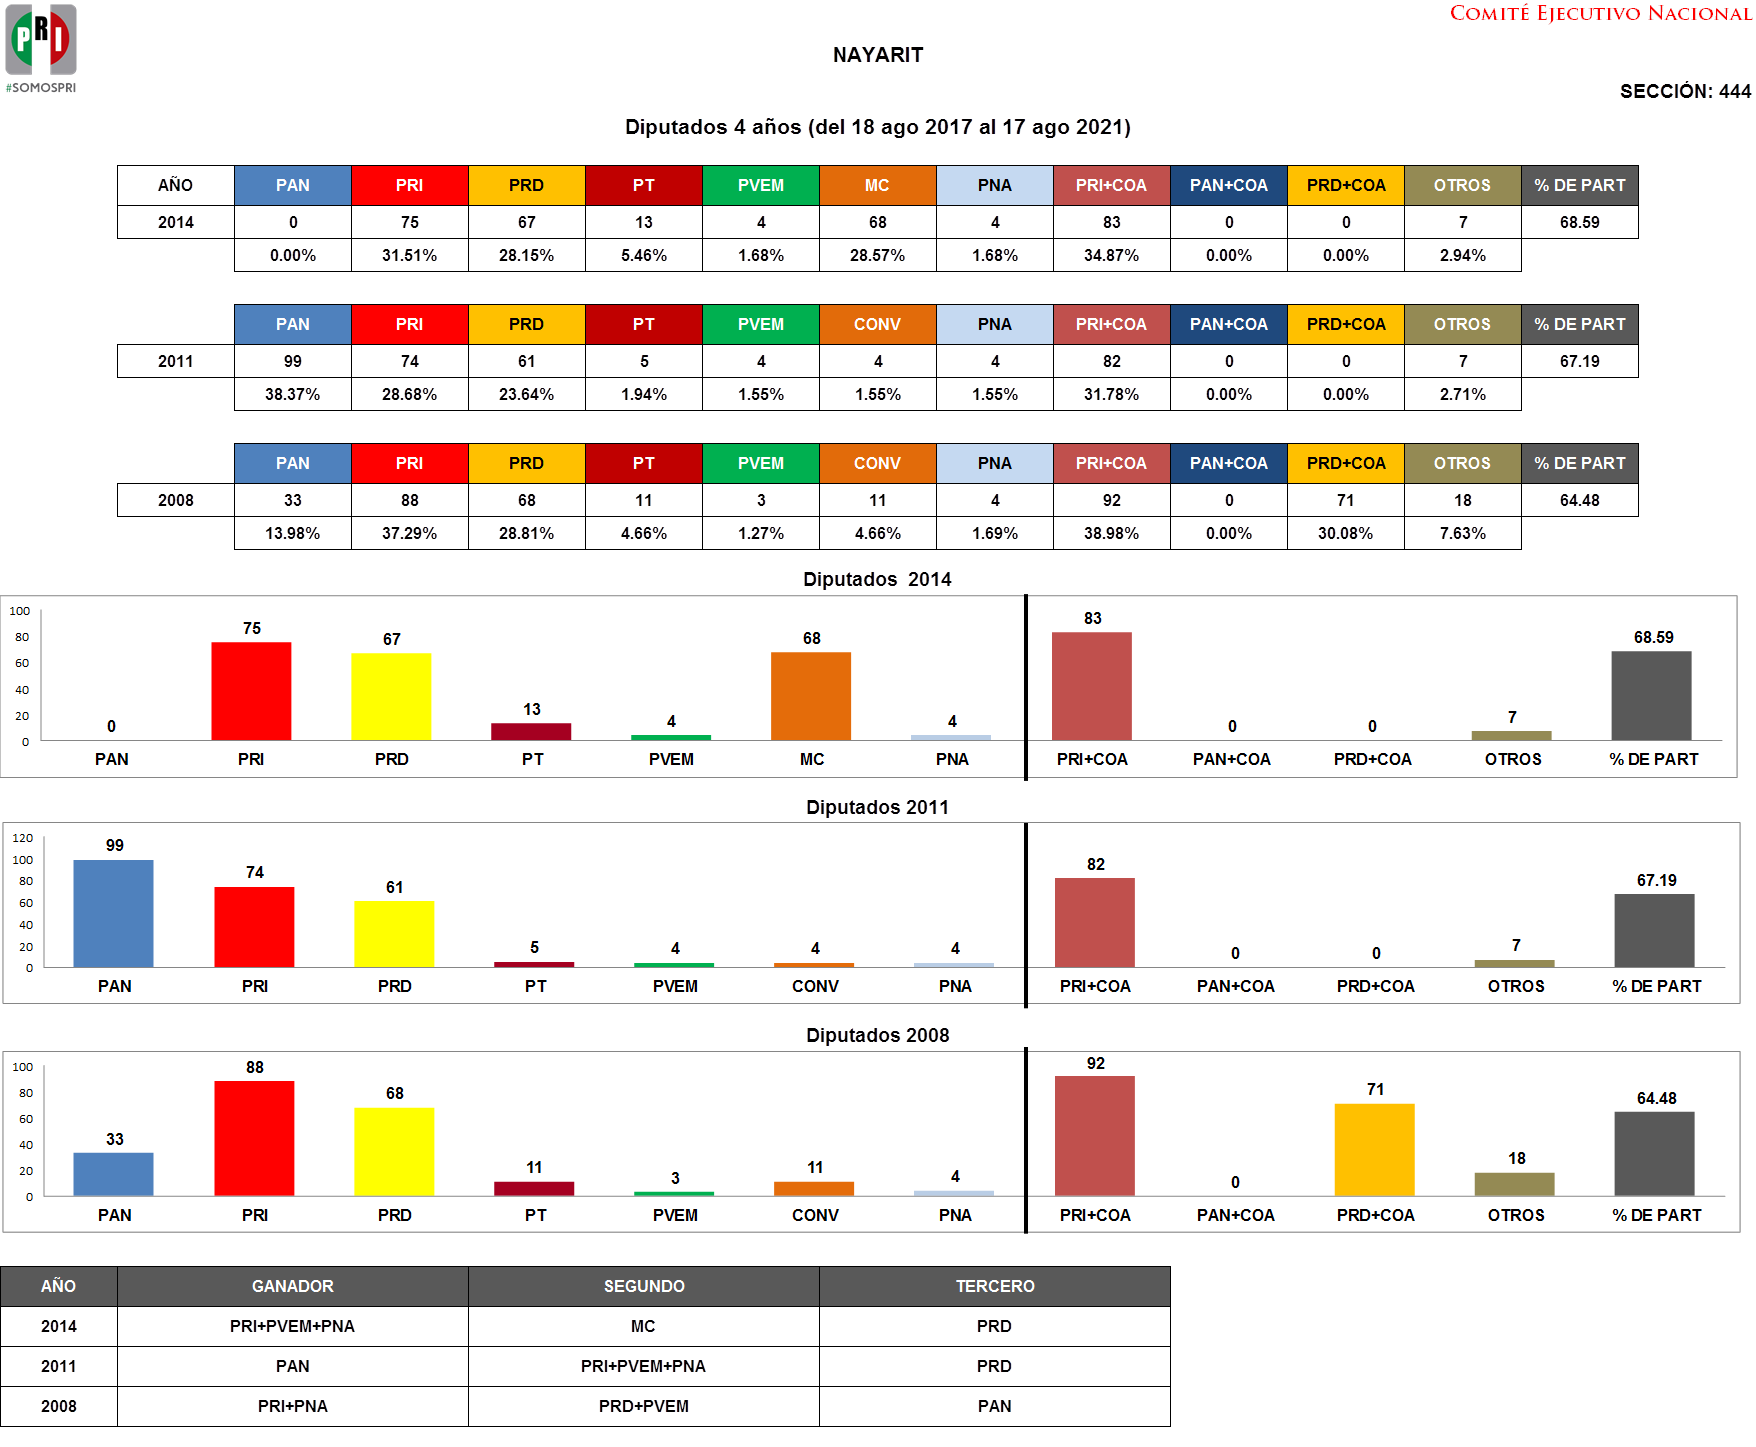 COMITÉ EJECUTIVO NACIONAL
PRI
#SOMOSPRI
NAYARIT
SECCIÓN: 444
Diputados 4 años (del 18 ago 2017 al 17 ago 2021)
AÑO PAN PRI PRD PT PVEM MC PNA PRI+COA PAN+COA PRD+COA OTROS % DE PART
2014 0 75 67 13 4 68 4 83 0 0 7 68.59
0.00% 31.51% 28.15% 5.46% 1.68% 28.57% 1.68% 34.87% 0.00% 0.00% 2.94%
PAN PRI PRD PT PVEM CONV PNA PRI+COA PAN+COA PRD+COA OTROS % DE PART
2011 99 74 61 5 4 4 4 82 0 0 7 67.19
38.37% 28.68% 23.64% 1.94% 1.55% 1.55% 1.55% 31.78% 0.00% 0.00% 2.71%
PAN PRI PRD PT PVEM CONV PNA PRI+COA PAN+COA PRD+COA OTROS % DE PART
2008 33 88 68 11 3 11 4 92 0 71 18 64.48
13.98% 37.29% 28.81% 4.66% 1.27% 4.66% 1.69% 38.98% 0.00% 30.08% 7.63%
Diputados 2014
100
80
60
40
20
0
0 75 67 13 4 68 4 83 0 0 7 68.59
PAN PRI PRD PT PVEM MC PNA PRI+COA PAN+COA PRD+COA OTROS % DE PART
Diputados 2011
120
100
80
60
40
20
0
99 74 61 5 4 4 4 82 0 0 7 67.19
PAN PRI PRD PT PVEM CONV PNA PRI+COA PAN+COA PRD+COA OTROS % DE PART
Diputados 2008
100
80
60
40
20
0
33 88 68 11 3 11 4 92 0 71 18 64.48
PAN PRI PRD PT PVEM CONV PNA PRI+COA PAN+COA PRD+COA OTROS % DE PART
AÑO GANADOR SEGUNDO TERCERO
2014 PRI+PVEM+PNA MC PRD
2011 PAN PRI+PVEM+PNA PRD
2008 PRI+PNA PRD+PVEM PAN